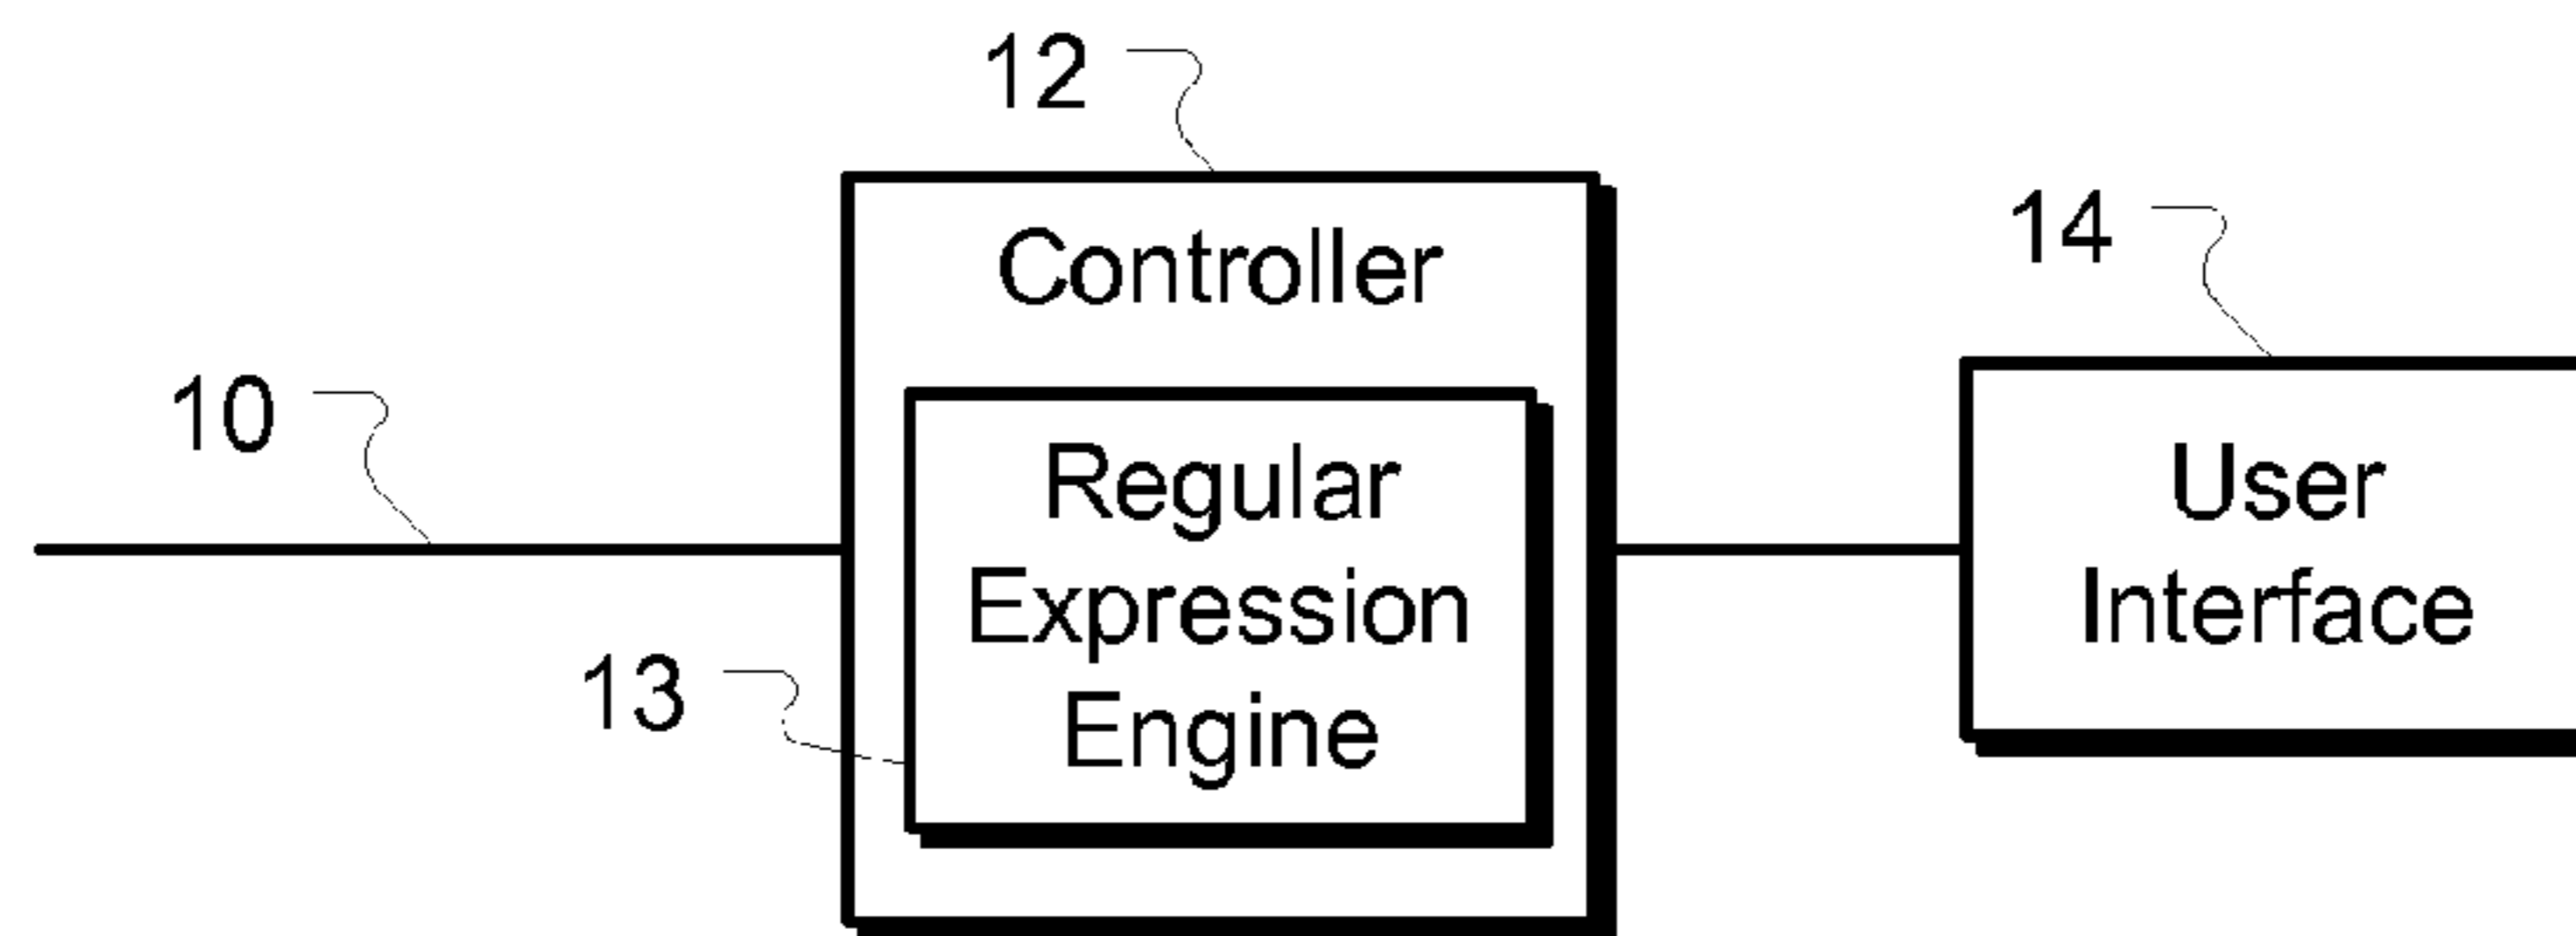 12
Controller
14
10
Regular
Expression
Engine
User
Interface
13